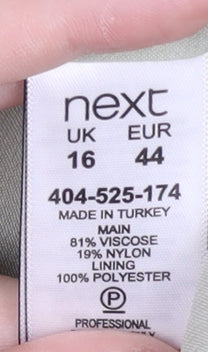 next
UK EUR
16 44
404-525-174
MADE IN TURKEY
MAIN
81% VISCOSE
19% NYLON
LINING
100% POLYESTER
P
PROFESSIONAL